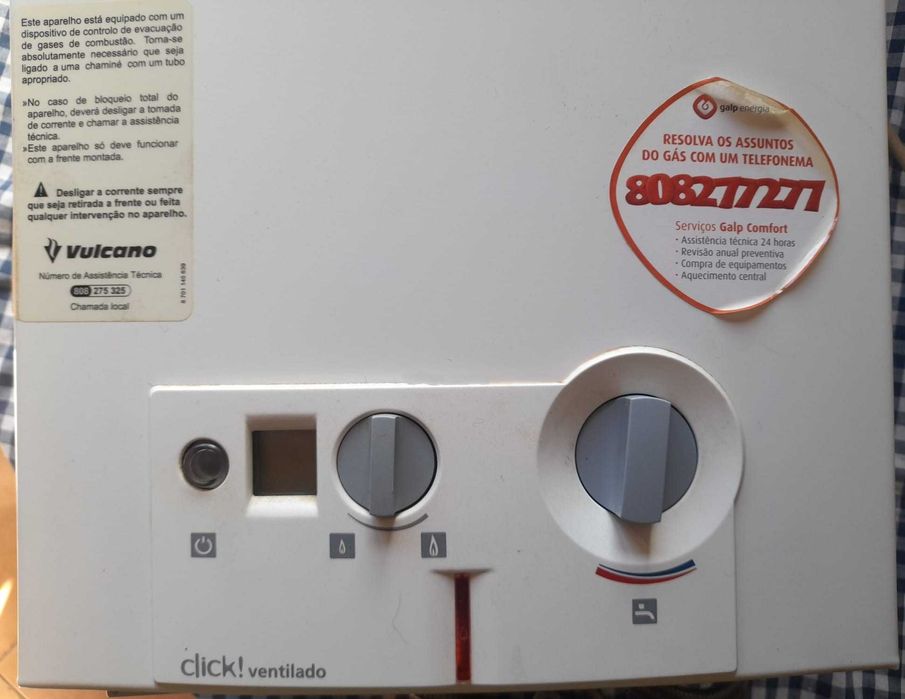 Este aparelho está equipado com um
dispositivo de controlo de evacuação
de gases de combustão. Torna-se
absolutamente necessário que seja
ligado a uma chaminé com um tubo
apropriado.
»No caso de bloqueio total do
aparelho, deverá desligar a tomada
de corrente e chamar a assistência
técnica.
»Este aparelho só deve funcionar
com a frente montada.
Desligar a corrente sempre
que seja retirada a frente ou feita
qualquer intervenção no aparelho.
Vulcano
Número de Assistência Técnica
808 275 325
Chamada local
8 701 145 639
galp energia
RESOLVA OS ASSUNTOS
DO GÁS COM UM TELEFONEMA
808277277
Serviços Galp Comfort
· Assistência técnica 24 horas
· Revisão anual preventiva
· Compra de equipamentos
· Aquecimento central
click! ventilado